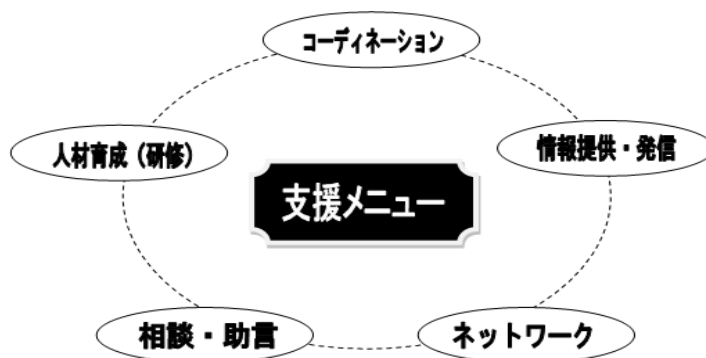 コーディネーション
人材育成（研修）
情報提供・発信
支援メニュー
相談・助言
ネットワーク